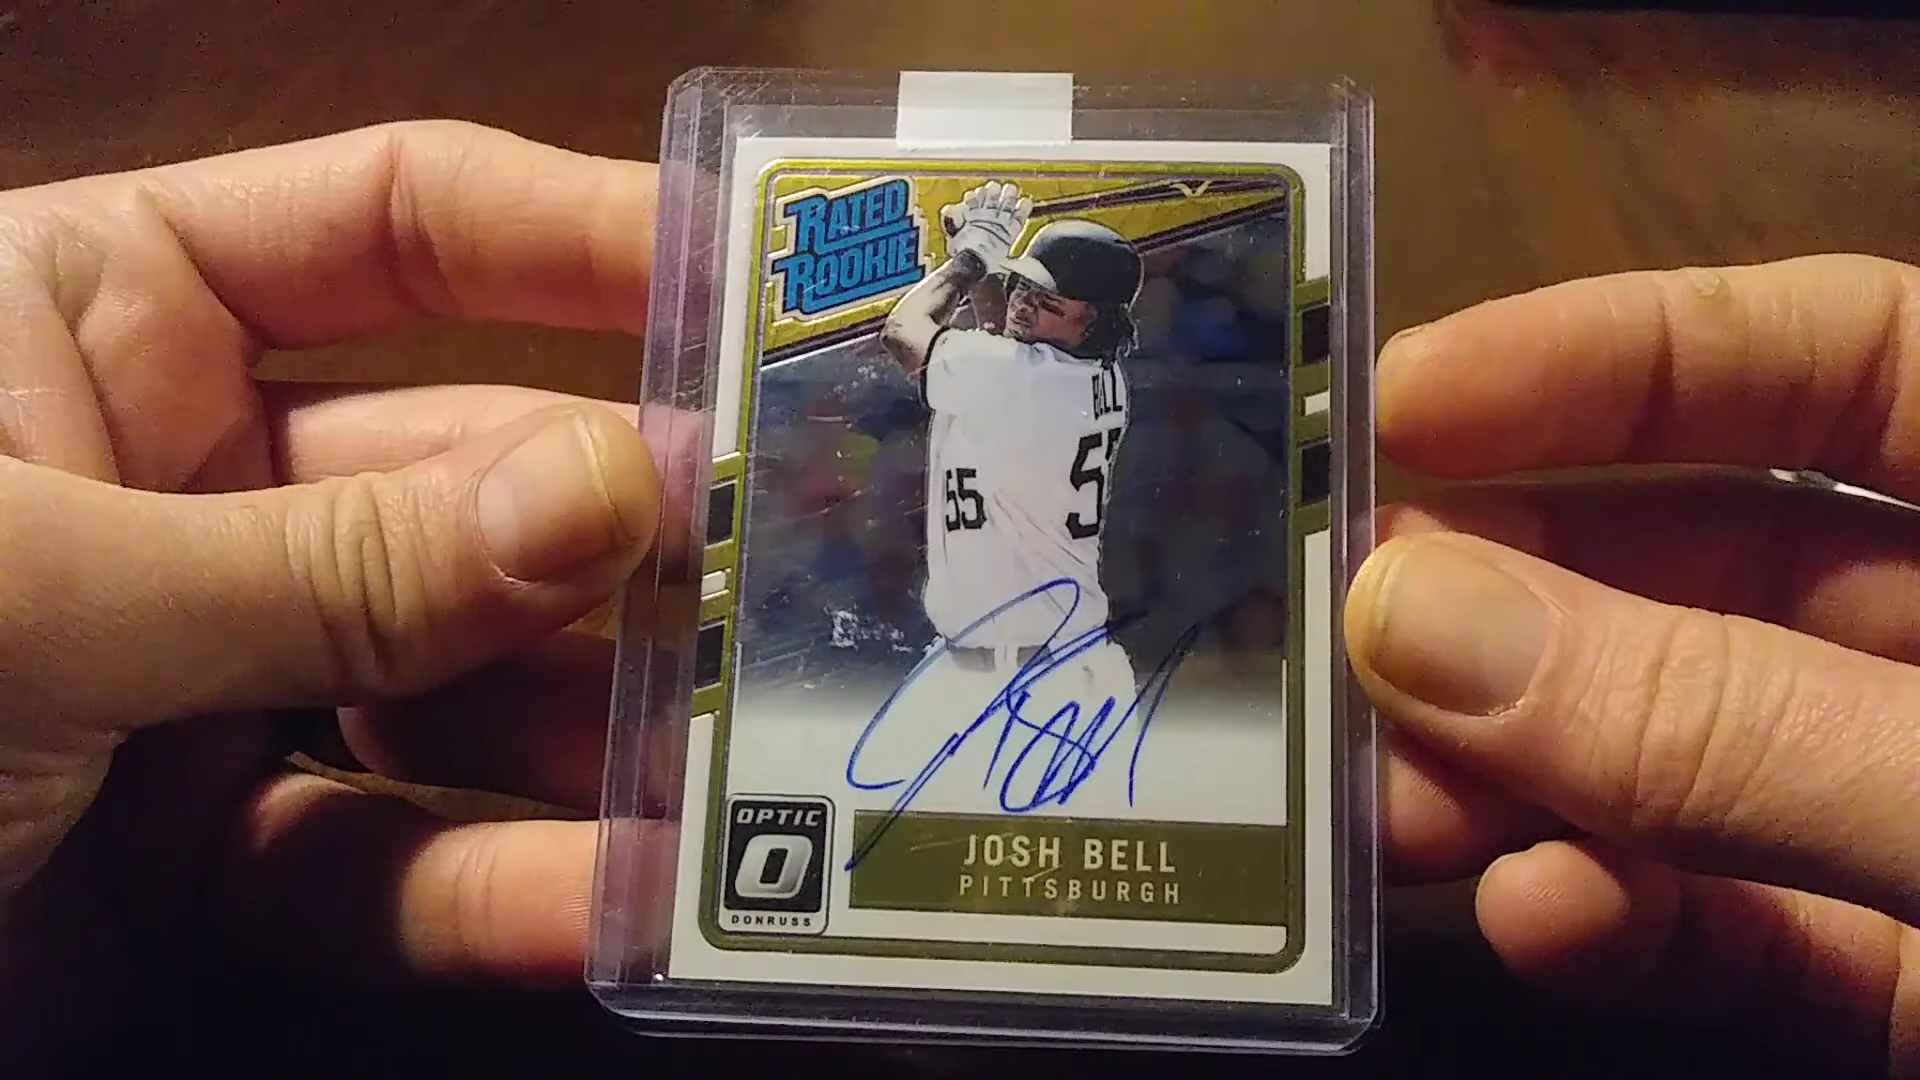 RATED
ROOKIE
BELL
55
55
OPTIC
O
DONRUSS
JOSH BELL
PITTSBURGH